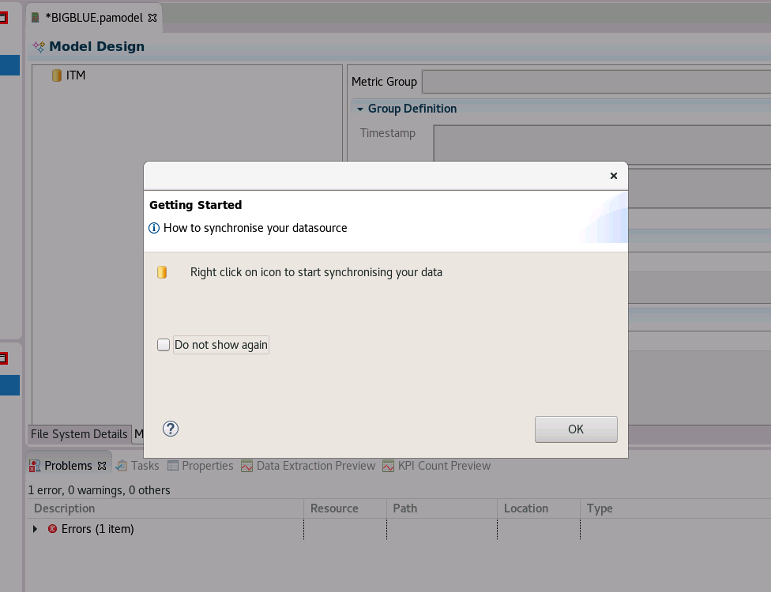 *BIGBLUE.pamodel
Model Design
ITM
Metric Group
Group Definition
Timestamp
Getting Started
How to synchronise your datasource
Right click on icon to start synchronising your data
Do not show again
OK
File System Details M
Problems Tasks Properties Data Extraction Preview KPI Count Preview
1 error, 0 warnings, 0 others
Description Resource Path Location Type
Errors (1 item)